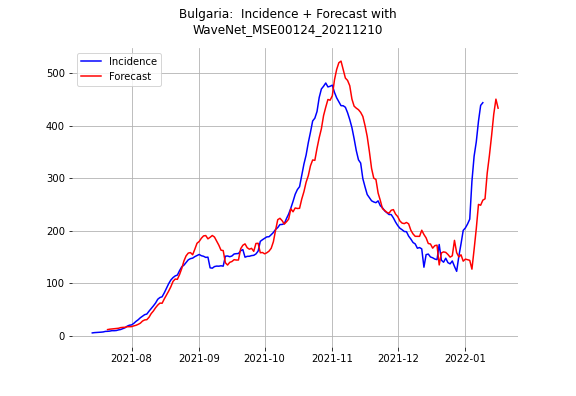 Bulgaria:  Incidence + Forecast with
WaveNet_MSE00124_20211210
Incidence
Forecast
500
400
300
200
100
0
2021-08 2021-09 2021-10 2021-11 2021-12 2022-01